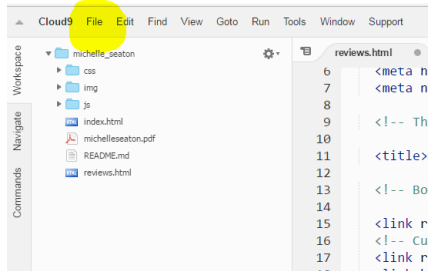 Cloud9 File Edit Find View Goto Run Tools Window Support
Workspace
Navigate
Commands
michelle_seaton
css
img
js
index.html
michelleseaton.pdf
README.md
reviews.html
reviews.html
6 <meta n
7 <meta n
8
9 <!-- Th
10
11 <title>
12
13 <!-- Bo
14
15 <link r
16 <!-- Cu
17 <link r
18 <link h